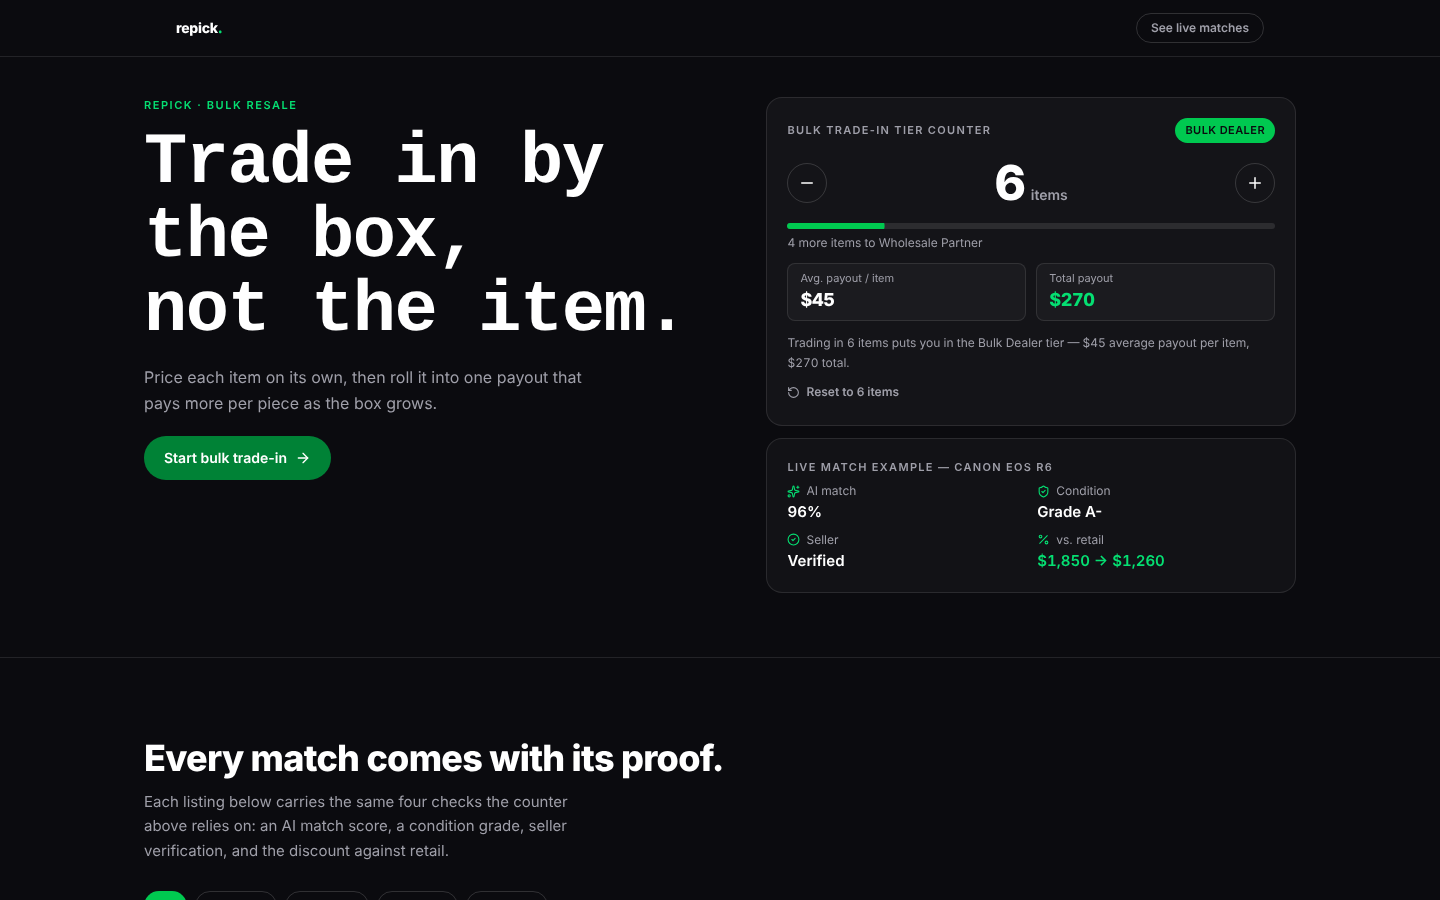 repick.
See live matches
REPICK · BULK RESALE
Trade in by
the box,
not the item.
Price each item on its own, then roll it into one payout that
pays more per piece as the box grows.
Start bulk trade-in
BULK TRADE-IN TIER COUNTER
BULK DEALER
6 items
4 more items to Wholesale Partner
Avg. payout / item
$45
Total payout
$270
Trading in 6 items puts you in the Bulk Dealer tier — $45 average payout per item,
$270 total.
Reset to 6 items
LIVE MATCH EXAMPLE — CANON EOS R6
AI match
96%
Condition
Grade A-
Seller
Verified
vs. retail
$1,850 → $1,260
Every match comes with its proof.
Each listing below carries the same four checks the counter
above relies on: an AI match score, a condition grade, seller
verification, and the discount against retail.